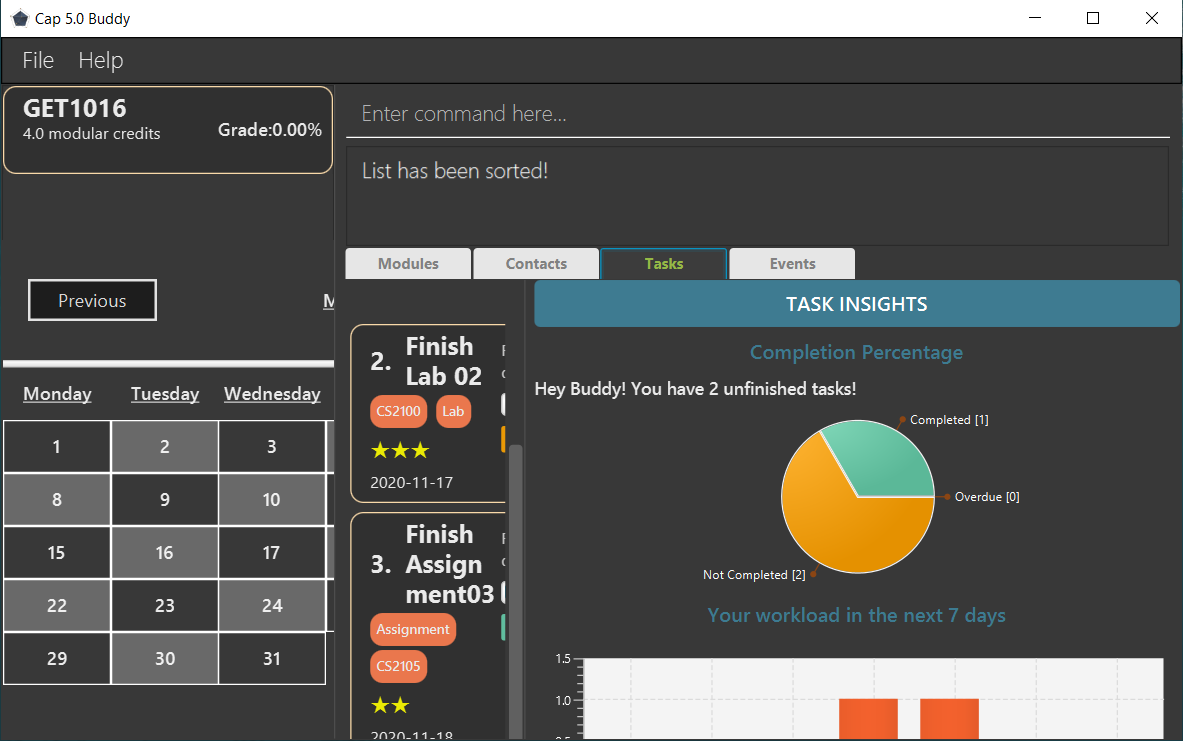 Cap 5.0 Buddy
File Help
GET1016
4.0 modular credits
Grade:0.00%
Previous
M
Monday Tuesday Wednesday
1 2 3
8 9 10
15 16 17
22 23 24
29 30 31
Enter command here...
List has been sorted!
Modules Contacts Tasks Events
2. Finish
Lab 02
CS2100 Lab
★★★
2020-11-17
3. Finish
Assign
ment03
Assignment
CS2105
★★
2020-11-18
TASK INSIGHTS
Completion Percentage
Hey Buddy! You have 2 unfinished tasks!
Completed [1]
Overdue [0]
Not Completed [2]
Your workload in the next 7 days
1.5
1.0